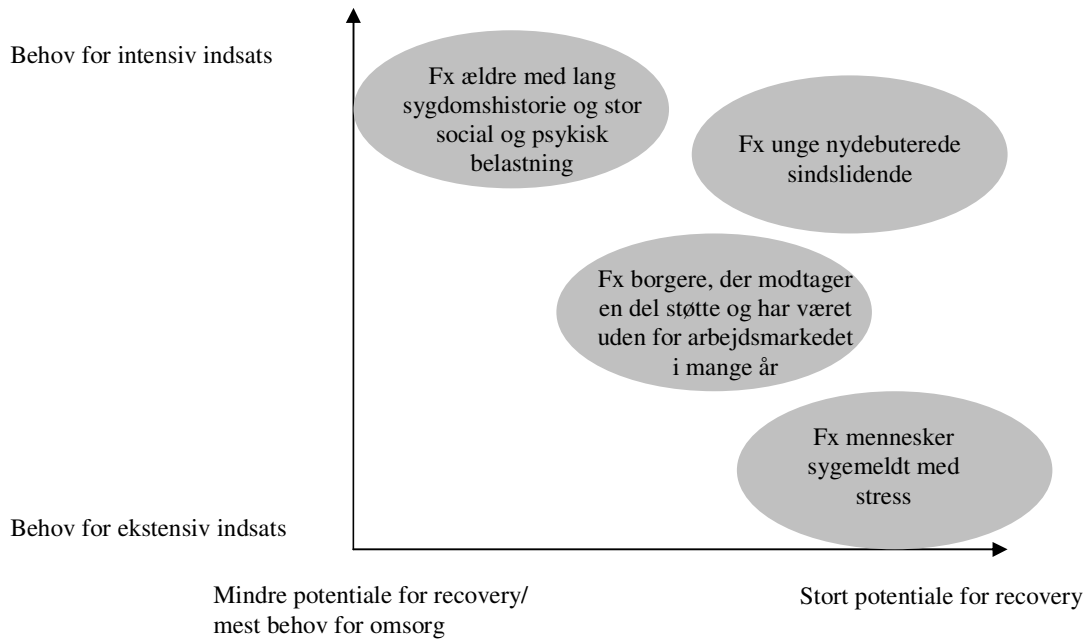 Behov for intensiv indsats
Fx ældre med lang
sygdomshistorie og stor
social og psykisk
belastning
Fx unge nydebuterede
sindslidende
Fx borgere, der modtager
en del støtte og har været
uden for arbejdsmarkedet
i mange år
Fx mennesker
sygemeldt med
stress
Behov for ekstensiv indsats
Mindre potentiale for recovery/
mest behov for omsorg
Stort potentiale for recovery